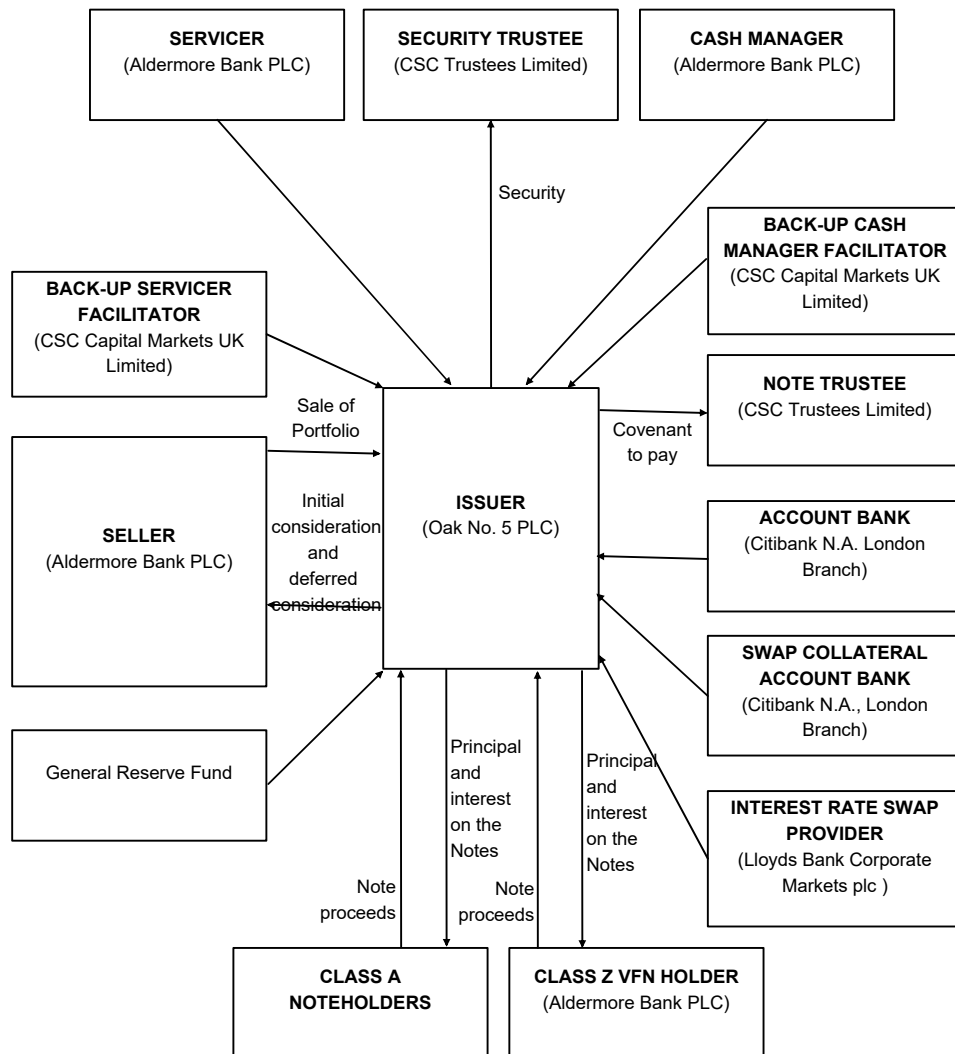 SERVICER
(Aldermore Bank PLC)
SECURITY TRUSTEE
(CSC Trustees Limited)
CASH MANAGER
(Aldermore Bank PLC)
Security
BACK-UP CASH
MANAGER FACILITATOR
(CSC Capital Markets UK
Limited)
BACK-UP SERVICER
FACILITATOR
(CSC Capital Markets UK
Limited)
NOTE TRUSTEE
(CSC Trustees Limited)
Sale of
Portfolio
Covenant
to pay
SELLER
(Aldermore Bank PLC)
Initial
consideration
and
deferred
consideration
ISSUER
(Oak No. 5 PLC)
ACCOUNT BANK
(Citibank N.A. London
Branch)
SWAP COLLATERAL
ACCOUNT BANK
(Citibank N.A., London
Branch)
General Reserve Fund
Principal
and
interest
on the
Notes
Principal
and
interest
on the
Notes
INTEREST RATE SWAP
PROVIDER
(Lloyds Bank Corporate
Markets plc )
Note
proceeds
Note
proceeds
CLASS A
NOTEHOLDERS
CLASS Z VFN HOLDER
(Aldermore Bank PLC)